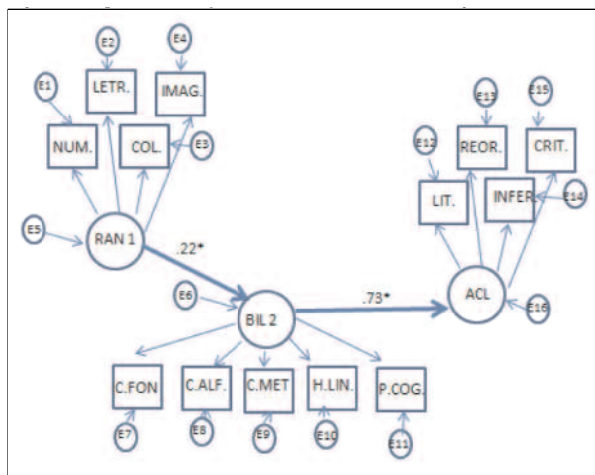 E1
E2
E4
LETR.
IMAG.
NUM.
COL.
E3
E5
RAN 1
.22*
E6
BIL 2
.73*
C.FON
C.ALF.
C.MET
H.LIN.
P.COG.
E7
E8
E9
E10
E11
E12
E13
E15
REOR.
CRIT.
LIT.
INFER.
E14
ACL
E16